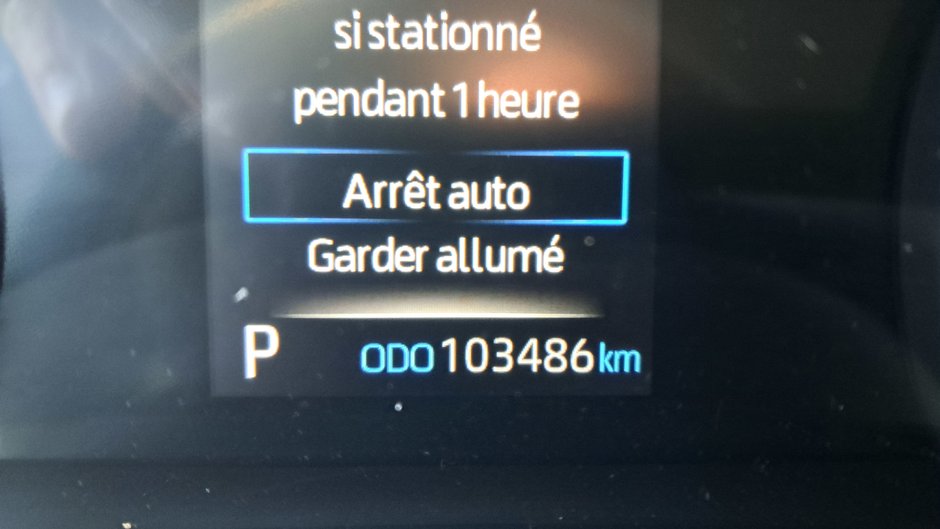 si stationné
pendant 1 heure
Arrêt auto
Garder allumé
P ODO 103486 km